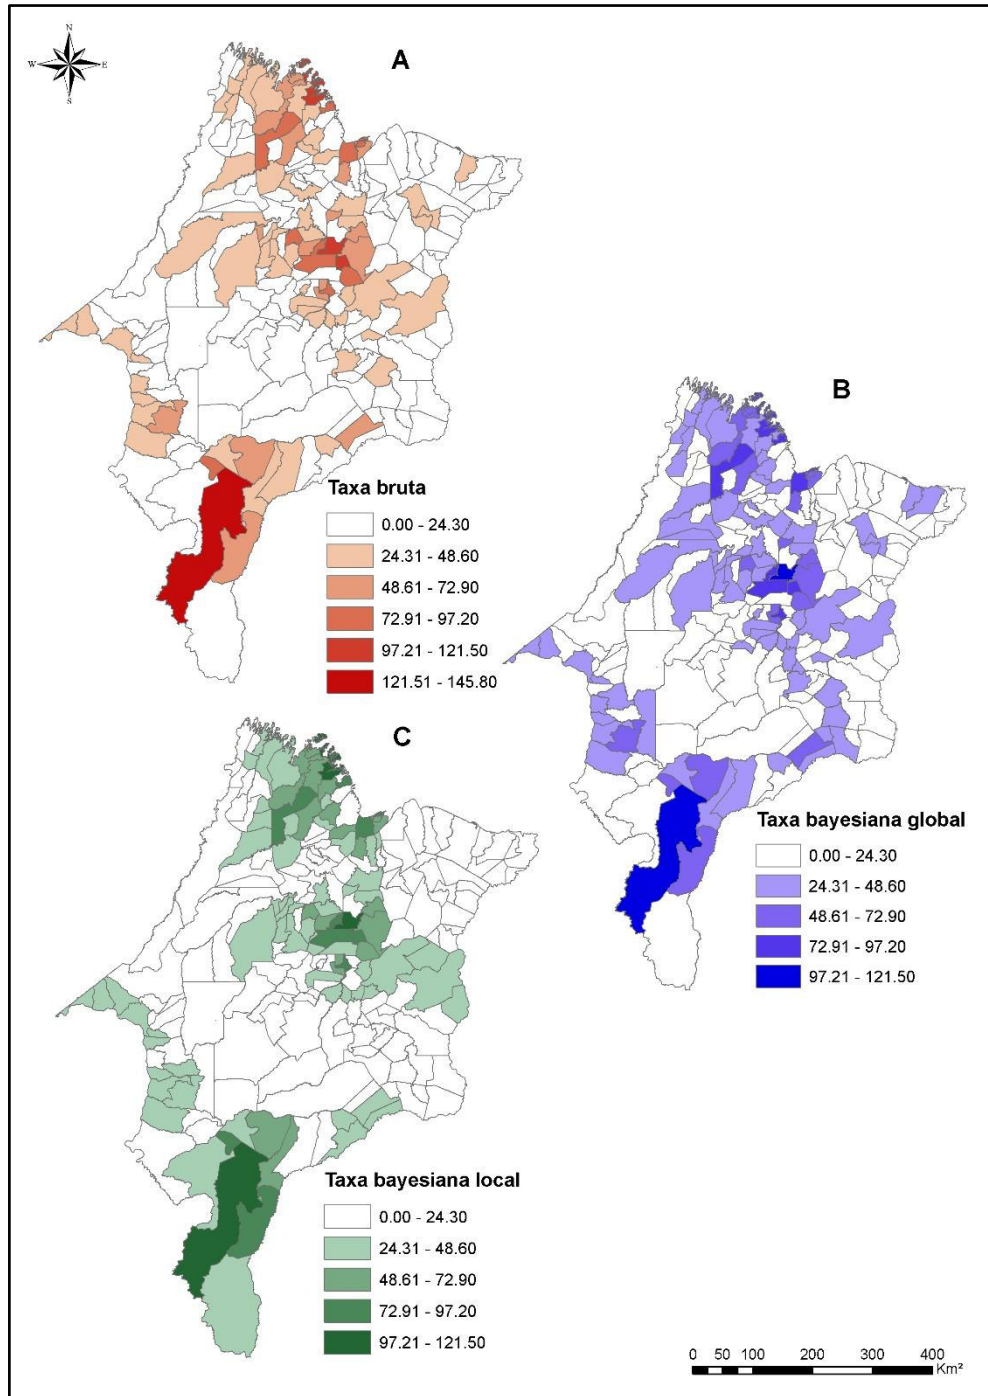 N
W
E
S
A
Taxa bruta
0.00 - 24.30
24.31 - 48.60
48.61 - 72.90
72.91 - 97.20
97.21 - 121.50
121.51 - 145.80
B
Taxa bayesiana global
0.00 - 24.30
24.31 - 48.60
48.61 - 72.90
72.91 - 97.20
97.21 - 121.50
C
Taxa bayesiana local
0.00 - 24.30
24.31 - 48.60
48.61 - 72.90
72.91 - 97.20
97.21 - 121.50
0 50 100 200 300 400
Km²